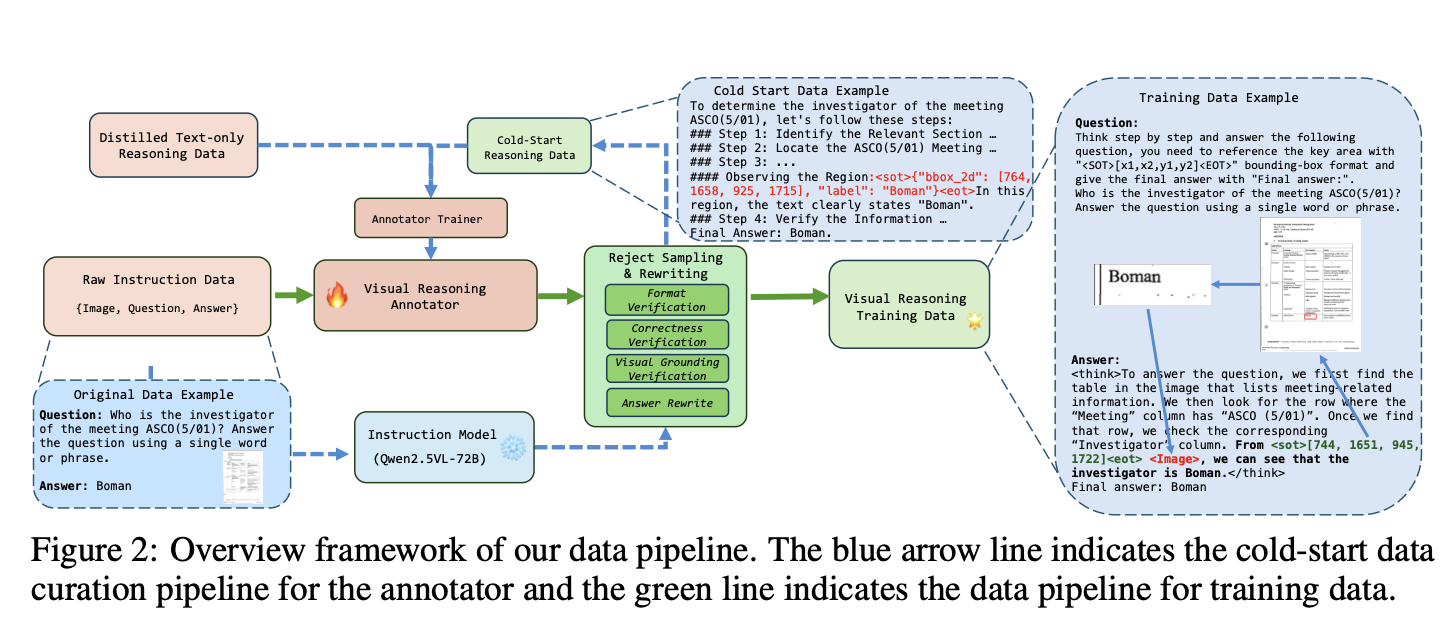 Distilled Text-only
Reasoning Data
Cold-Start
Reasoning Data
Annotator Trainer
Raw Instruction Data
{Image, Question, Answer}
Visual Reasoning
Annotator
Reject Sampling
& Rewriting
Format
Verification
Correctness
Verification
Visual Grounding
Verification
Answer Rewrite
Visual Reasoning
Training Data
Original Data Example
Question: Who is the investigator
of the meeting ASCO(5/01)? Answer
the question using a single word
or phrase.
Answer: Boman
Instruction Model
(Qwen2.5VL-72B)
Cold Start Data Example
To determine the investigator of the meeting
ASCO(5/01), let's follow these steps:
### Step 1: Identify the Relevant Section …
### Step 2: Locate the ASCO(5/01) Meeting …
### Step 3: ...
#### Observing the Region:<sot>{"bbox_2d": [764,
1658, 925, 1715], "label": "Boman"}<eot>In this
region, the text clearly states "Boman".
### Step 4: Verify the Information …
Final Answer: Boman.
Training Data Example
Question:
Think step by step and answer the following
question, you need to reference the key area with
"<SOT>[x1,x2,y1,y2]<EOT>" bounding-box format and
give the final answer with "Final answer:".
Who is the investigator of the meeting ASCO(5/01)?
Answer the question using a single word or phrase.
Boman
Answer:
<think>To answer the question, we first find the
table in the image that lists meeting-related
information. We then look for the row where the
“Meeting” column has “ASCO (5/01)”. Once we find
that row, we check the corresponding
“Investigator” column. From <sot>[744, 1651, 945,
1722]<eot> <Image>, we can see that the
investigator is Boman.</think>
Final answer: Boman
Figure 2: Overview framework of our data pipeline. The blue arrow line indicates the cold-start data
curation pipeline for the annotator and the green line indicates the data pipeline for training data.